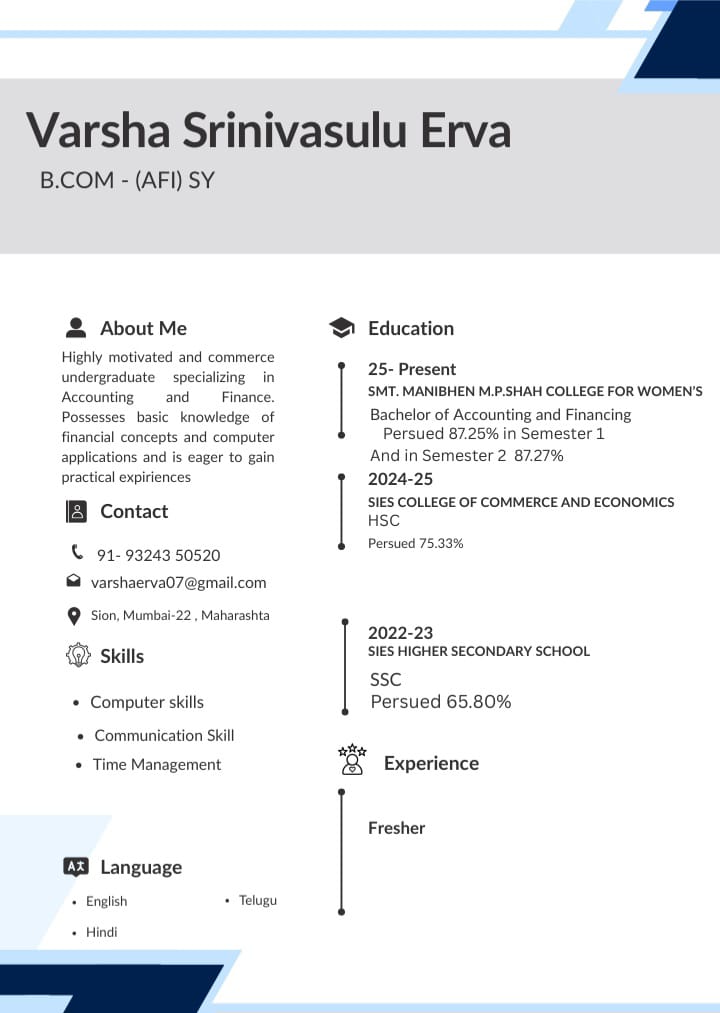 Varsha Srinivasulu Erva
B.COM - (AFI) SY
About Me
Highly motivated and commerce
undergraduate specializing in
Accounting and Finance.
Possesses basic knowledge of
financial concepts and computer
applications and is eager to gain
practical expiriences
Contact
91- 93243 50520
varshaerva07@gmail.com
Sion, Mumbai-22 , Maharashta
Skills
• Computer skills
• Communication Skill
• Time Management
Language
• English
• Telugu
• Hindi
Education
25- Present
SMT. MANIBHEN M.P.SHAH COLLEGE FOR WOMEN'S
Bachelor of Accounting and Financing
Persued 87.25% in Semester 1
And in Semester 2 87.27%
2024-25
SIES COLLEGE OF COMMERCE AND ECONOMICS
HSC
Persued 75.33%
2022-23
SIES HIGHER SECONDARY SCHOOL
SSC
Persued 65.80%
Experience
Fresher